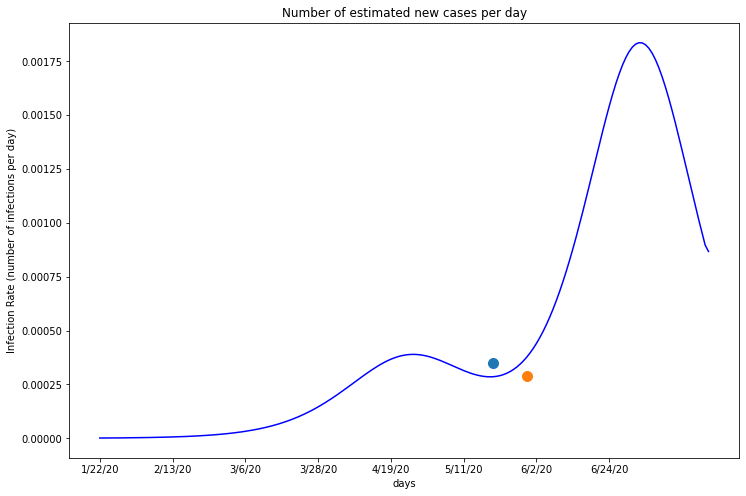 Number of estimated new cases per day
Infection Rate (number of infections per day)
0.00175
0.00150
0.00125
0.00100
0.00075
0.00050
0.00025
0.00000
1/22/20 2/13/20 3/6/20 3/28/20 4/19/20 5/11/20 6/2/20 6/24/20
days